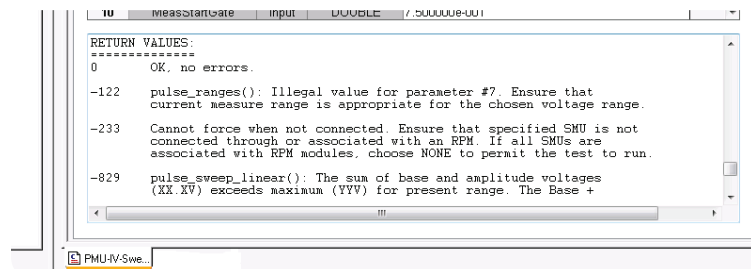 10 MeasStartGate Input DOUBLE 7.500000e-001
RETURN VALUES:
==============
0 OK, no errors.
-122 pulse_ranges(): Illegal value for parameter #7. Ensure that
current measure range is appropriate for the chosen voltage range.
-233 Cannot force when not connected. Ensure that specified SMU is not
connected through or associated with an RPM. If all SMUs are
associated with RPM modules, choose NONE to permit the test to run.
-829 pulse_sweep_linear(): The sum of base and amplitude voltages
(XX.XV) exceeds maximum (YYV) for present range. The Base +
PMU-IV-Swe...